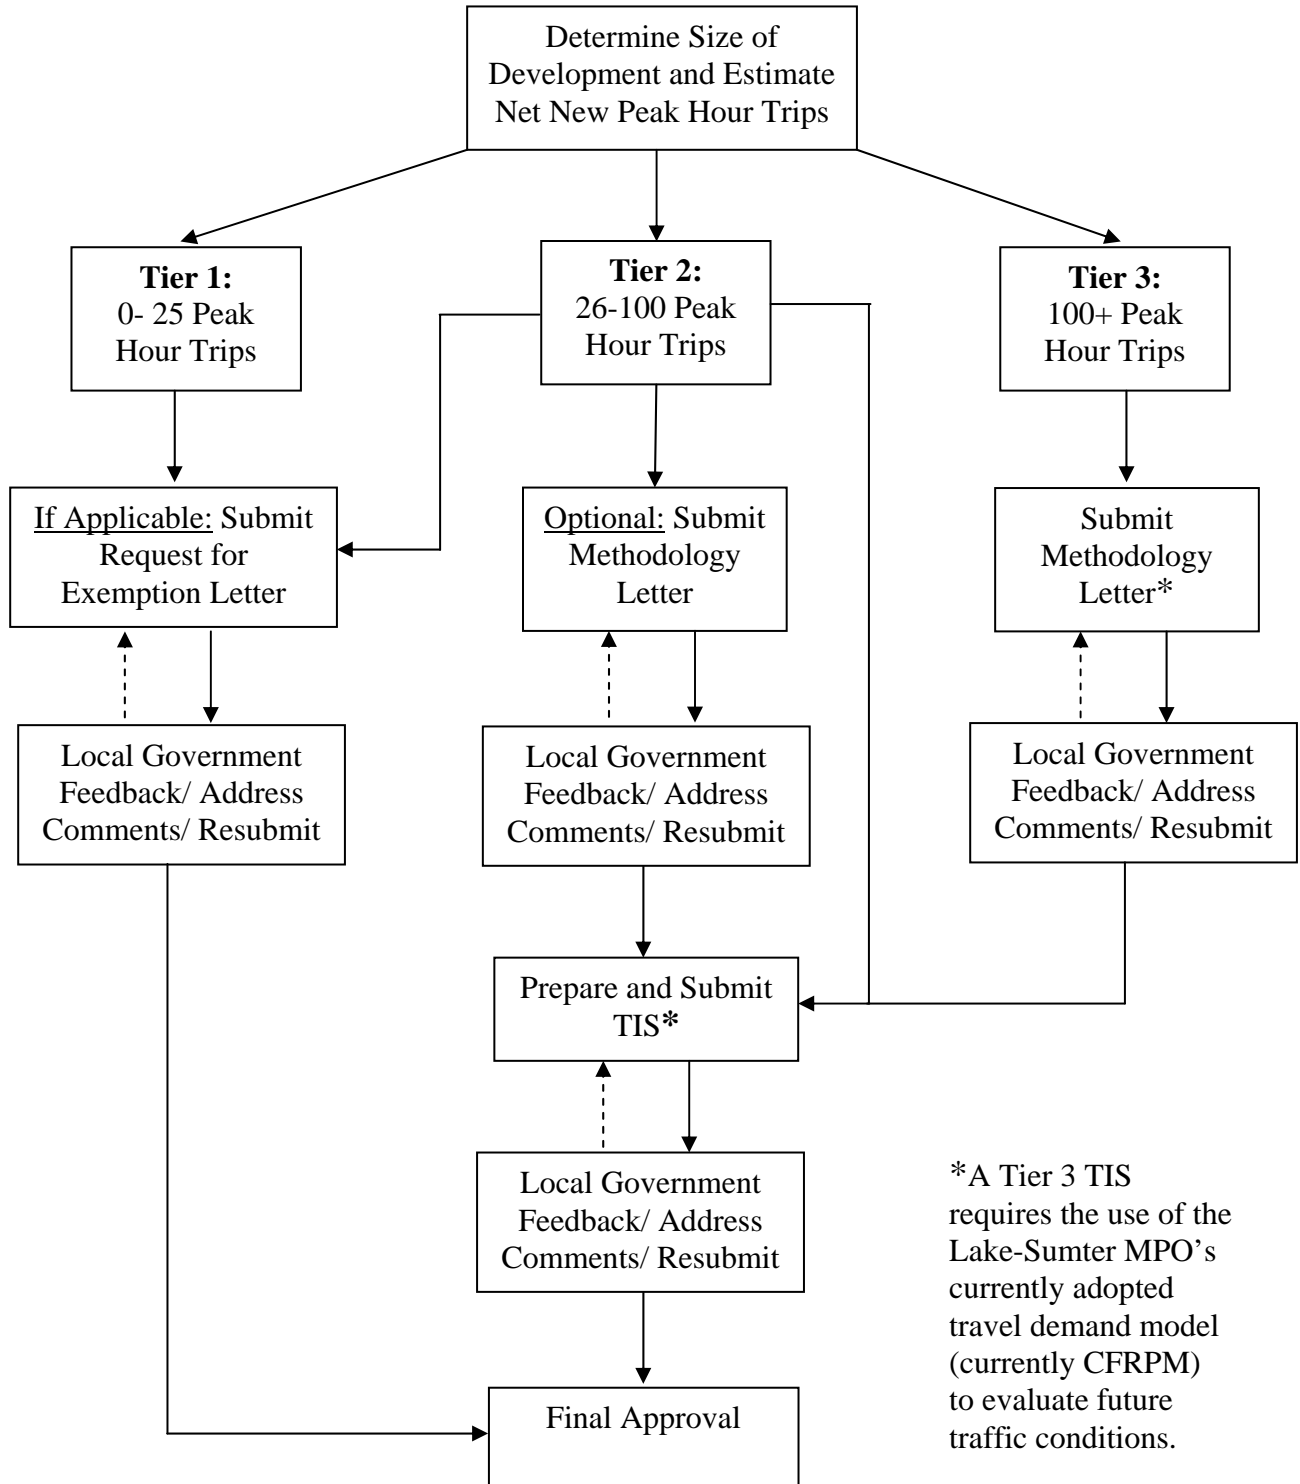 Determine Size of
Development and Estimate
Net New Peak Hour Trips
Tier 1:
0- 25 Peak
Hour Trips
Tier 2:
26-100 Peak
Hour Trips
Tier 3:
100+ Peak
Hour Trips
If Applicable: Submit
Request for
Exemption Letter
Optional: Submit
Methodology
Letter
Submit
Methodology
Letter*
Local Government
Feedback/ Address
Comments/ Resubmit
Local Government
Feedback/ Address
Comments/ Resubmit
Local Government
Feedback/ Address
Comments/ Resubmit
Prepare and Submit
TIS*
Local Government
Feedback/ Address
Comments/ Resubmit
*A Tier 3 TIS
requires the use of the
Lake-Sumter MPO’s
currently adopted
travel demand model
(currently CFRPM)
to evaluate future
traffic conditions.
Final Approval